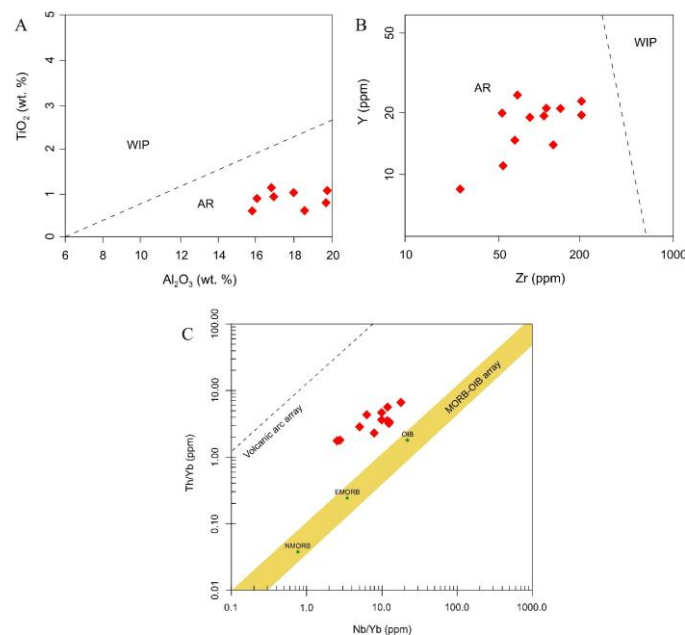 A
5
4
3
2
1
0
TiO2 (wt. %)
WIP
AR
6 8 10 12 14 16 18 20
Al2O3 (wt. %)
B
50
20
10
Y (ppm)
AR
WIP
10 50 200 1000
Zr (ppm)
C
100.00
10.00
1.00
0.10
0.01
Th/Yb (ppm)
Volcanic arc array
MORB-OIB array
OIB
EMORB
NMORB
0.1 1.0 10.0 100.0 1000.0
Nb/Yb (ppm)